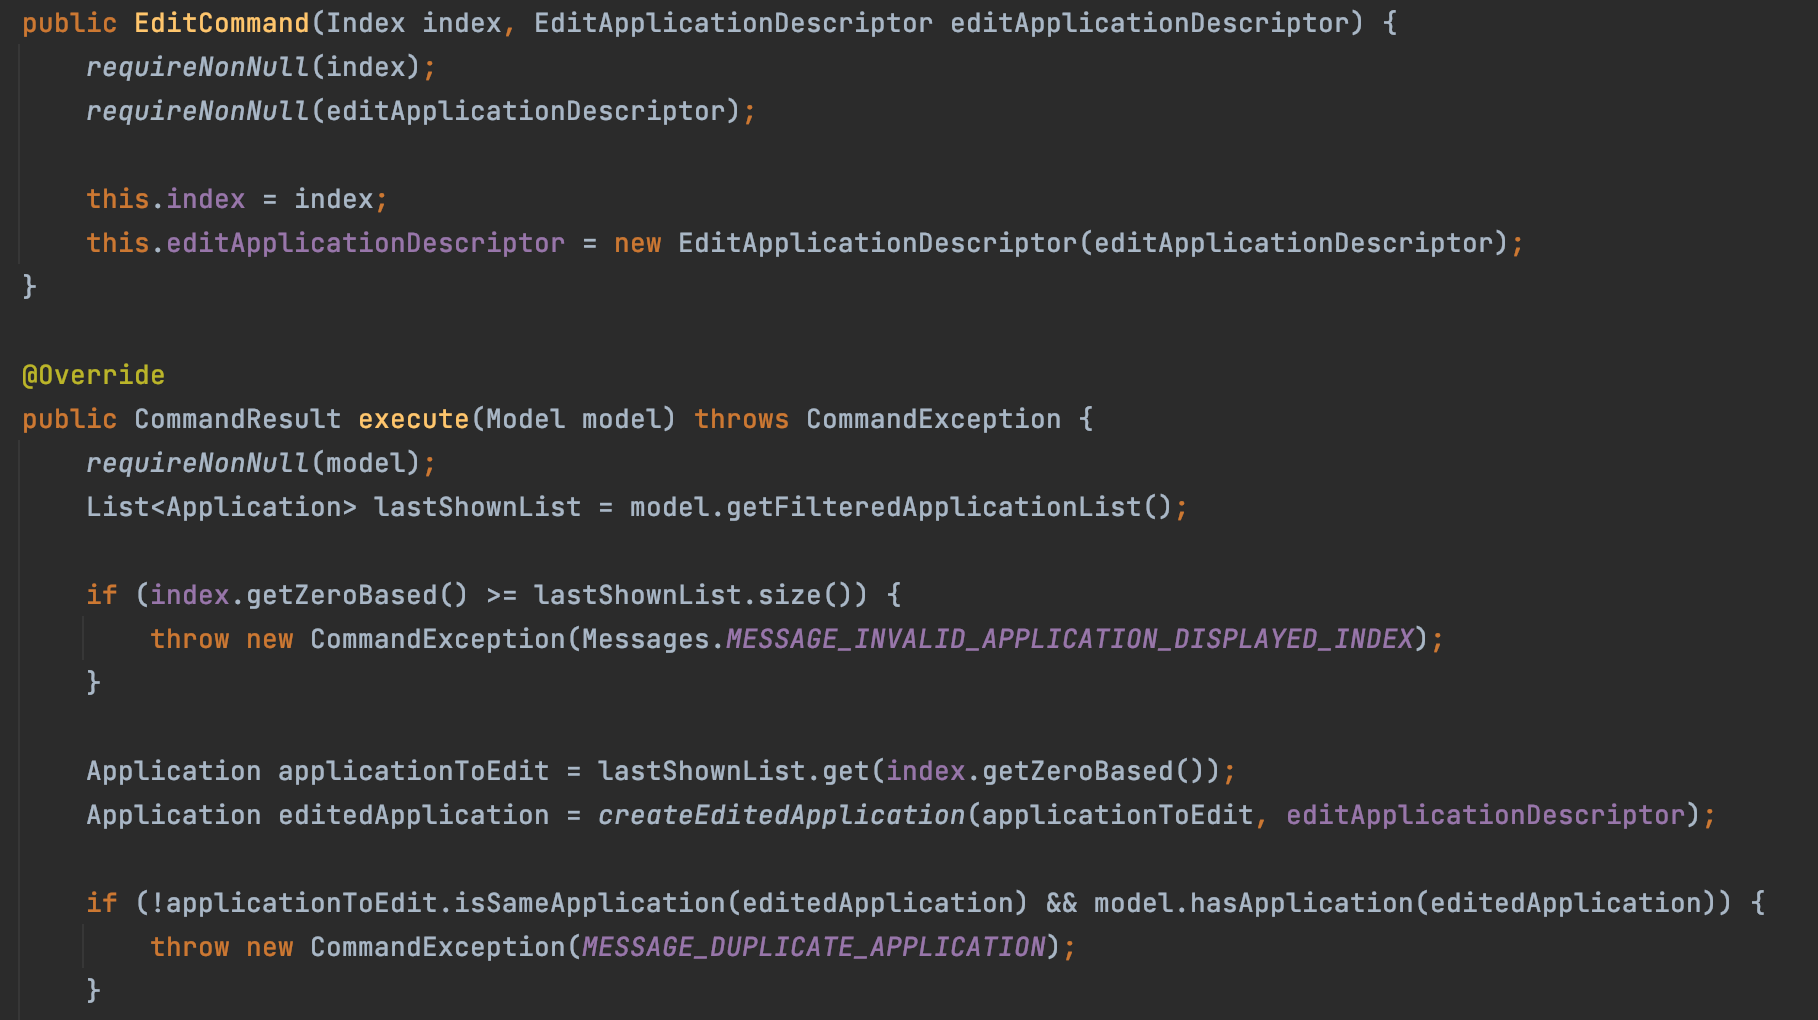 public EditCommand(Index index, EditApplicationDescriptor editApplicationDescriptor) {
    requireNonNull(index);
    requireNonNull(editApplicationDescriptor);

    this.index = index;
    this.editApplicationDescriptor = new EditApplicationDescriptor(editApplicationDescriptor);
}

@Override
public CommandResult execute(Model model) throws CommandException {
    requireNonNull(model);
    List<Application> lastShownList = model.getFilteredApplicationList();

    if (index.getZeroBased() >= lastShownList.size()) {
        throw new CommandException(Messages.MESSAGE_INVALID_APPLICATION_DISPLAYED_INDEX);
    }

    Application applicationToEdit = lastShownList.get(index.getZeroBased());
    Application editedApplication = createEditedApplication(applicationToEdit, editApplicationDescriptor);

    if (!applicationToEdit.isSameApplication(editedApplication) && model.hasApplication(editedApplication)) {
        throw new CommandException(MESSAGE_DUPLICATE_APPLICATION);
    }